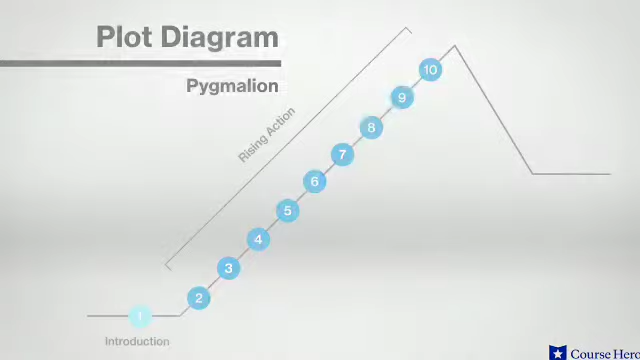 Plot Diagram
Pygmalion
Rising Action
10
9
8
7
6
5
4
3
2
1
Introduction
Course Hero